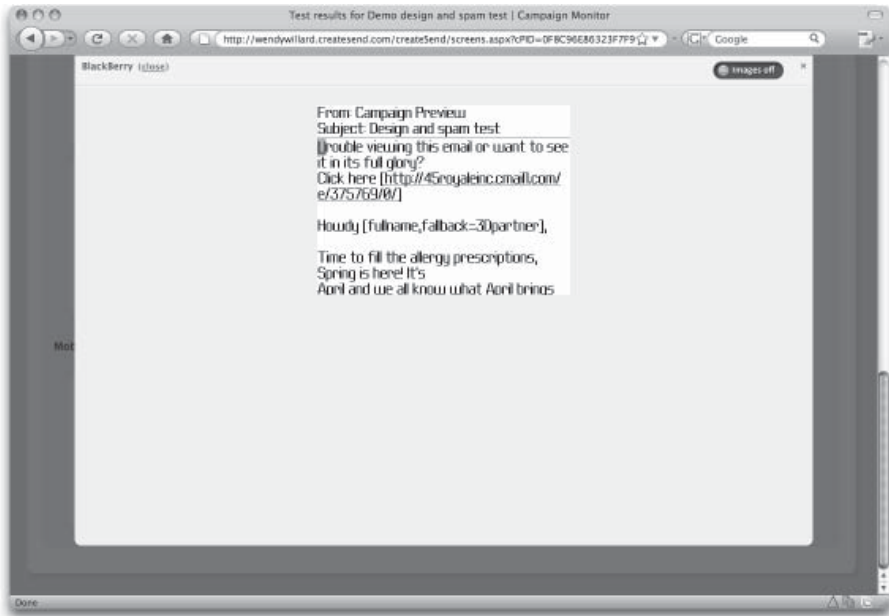 Test results for Demo design and spam test | Campaign Monitor
http://wendywillard.createsend.com/createSend/screens.aspx?cPID=0F8C96E86323F7F9
Google
BlackBerry (close)
Images off
From: Campaign Preview
Subject: Design and spam test
Trouble viewing this email or want to see
it in its full glory?
Click here [http://45royaleinc.cmail1.com/
e/375769/0/]
Howdy [fullname,fallback=3Dpartner],
Time to fill the allergy prescriptions,
Spring is here! It's
April and we all know what April brings
Mob
Done